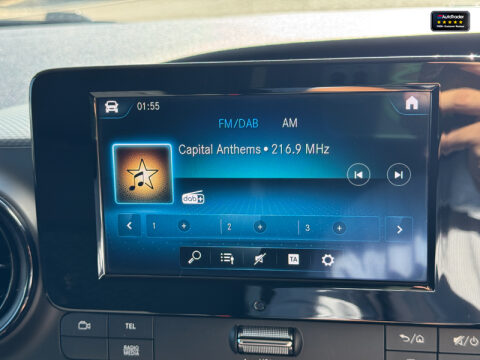 AutoTrader
01:55
FM/DAB AM
Capital Anthems • 216.9 MHz
dab+
1 2 3
TA
TEL
RADIO
MEDIA